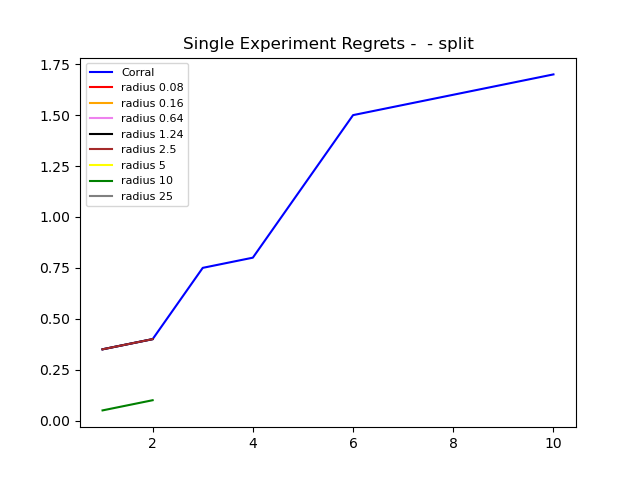 Single Experiment Regrets -  - split
1.75
1.50
1.25
1.00
0.75
0.50
0.25
0.00
Corral
radius 0.08
radius 0.16
radius 0.64
radius 1.24
radius 2.5
radius 5
radius 10
radius 25
2 4 6 8 10